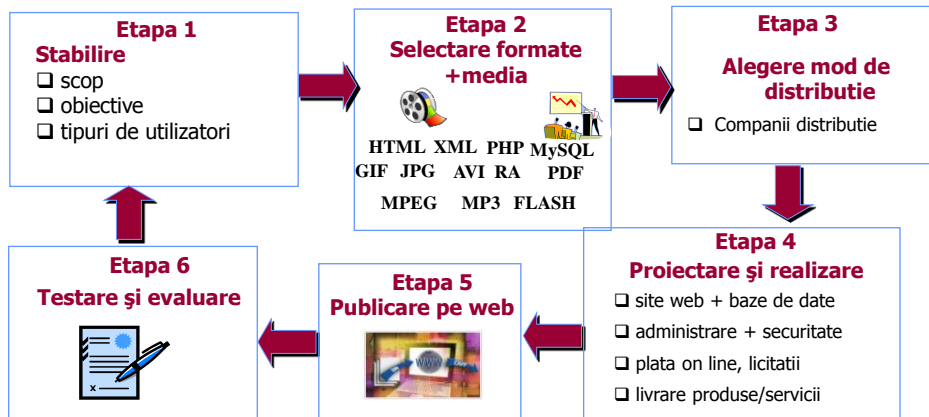 Etapa 1
Stabilire
❑ scop
❑ obiective
❑ tipuri de utilizatori
Etapa 2
Selectare formate
+media
HTML XML PHP MySQL
GIF JPG AVI RA PDF
MPEG MP3 FLASH
Etapa 3
Alegere mod de
distributie
❑ Companii distributie
Etapa 4
Proiectare şi realizare
❑ site web + baze de date
❑ administrare + securitate
❑ plata on line, licitatii
❑ livrare produse/servicii
Etapa 5
Publicare pe web
WWW
Etapa 6
Testare şi evaluare
x